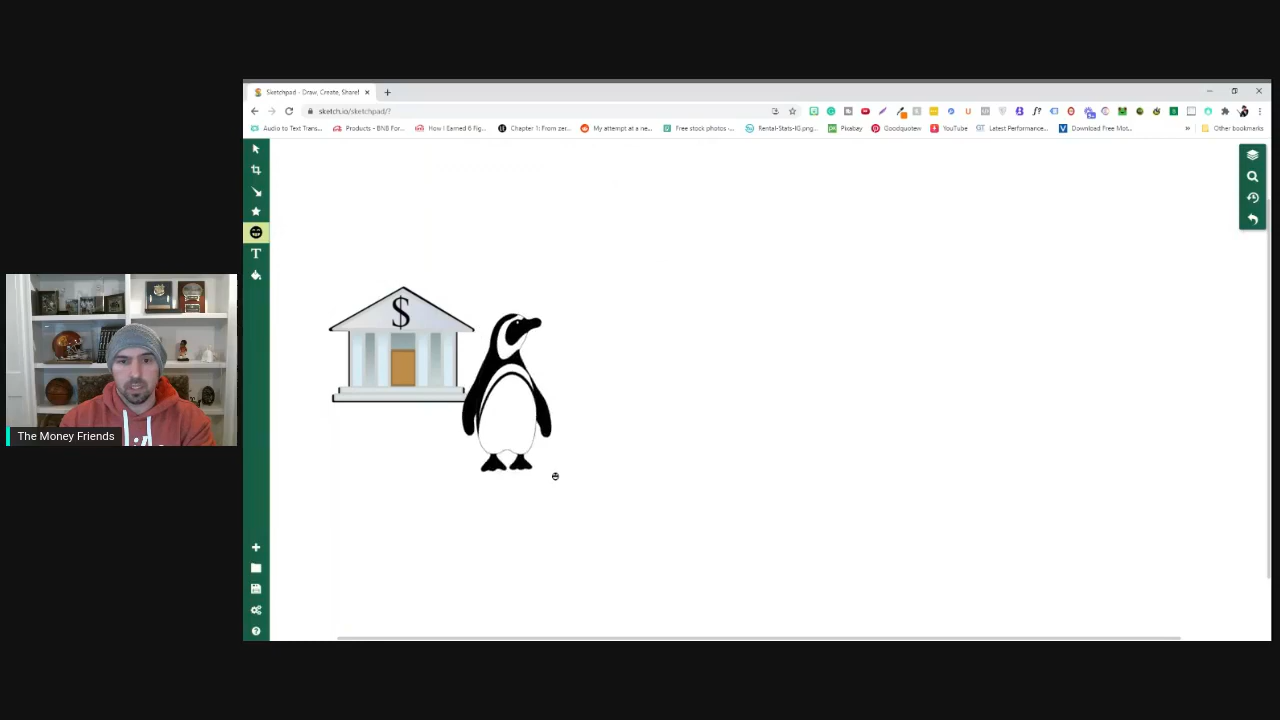 Sketchpad - Draw, Create, Share!
sketch.io/sketchpad/?
Audio to Text Trans...
Products - BNB For...
How I Earned 6 Fig...
Chapter 1: From zer...
My attempt at a ne...
Free stock photos -...
Rental-Stats-IG.png...
Pixabay
Goodquotew:
YouTube
Latest Performance...
Download Free Mot...
»
Other bookmarks
$
T
The Money Friends